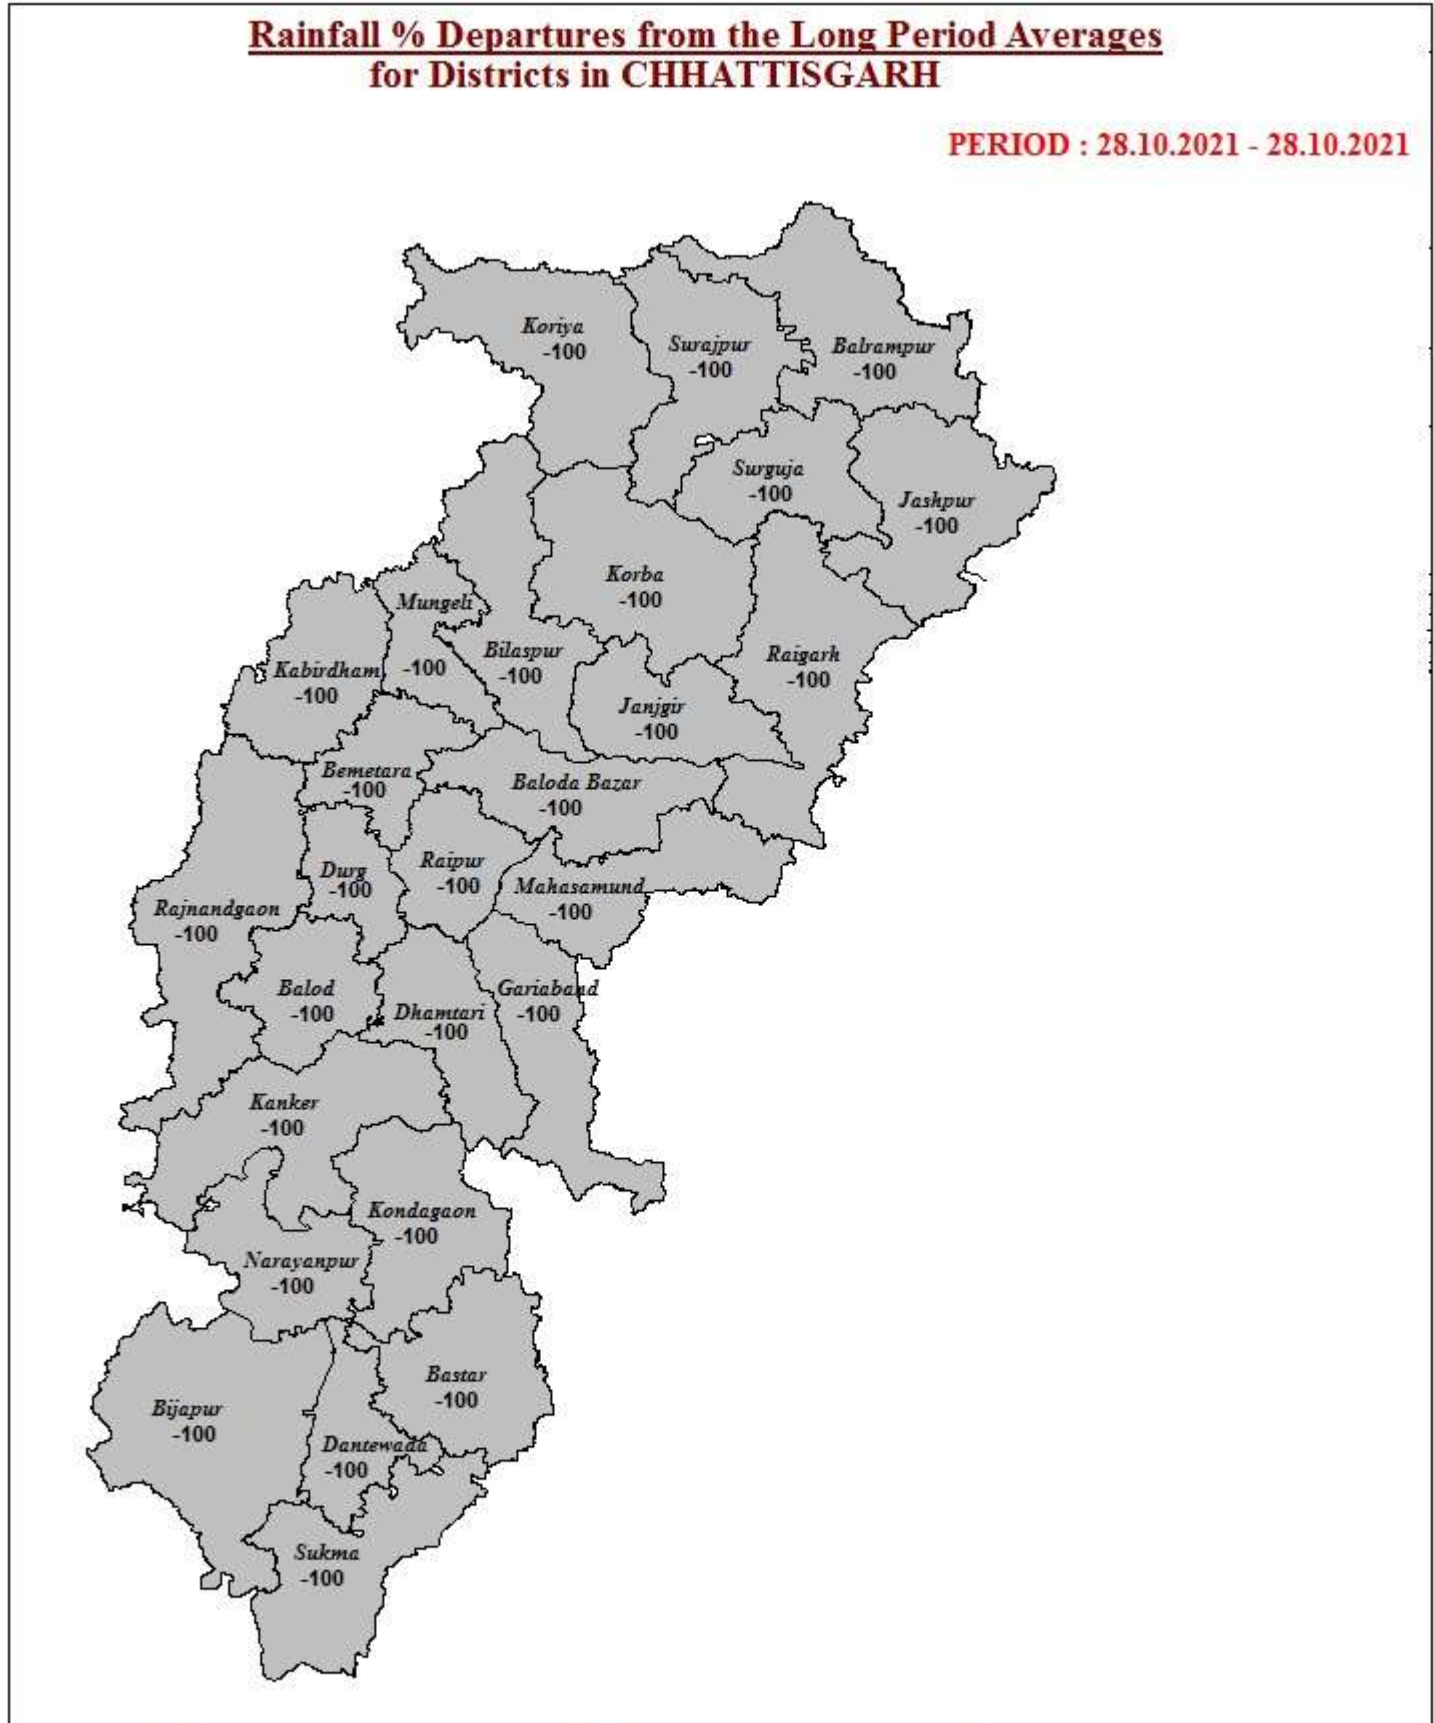 Rainfall % Departures from the Long Period Averages
for Districts in CHHATTISGARH
PERIOD : 28.10.2021 - 28.10.2021
Koriya
-100
Surajpur
-100
Balrampur
-100
Surguja
-100
Jashpur
-100
Korba
-100
Mungeli
-100
Bilaspur
-100
Raigarh
-100
Kabirdham
-100
Janjgir
-100
Bemetara
-100
Baloda Bazar
-100
Durg
-100
Raipur
-100
Mahasamund
-100
Rajnandgaon
-100
Balod
-100
Dhamtari
-100
Gariaband
-100
Kanker
-100
Kondagaon
-100
Narayanpur
-100
Bastar
-100
Bijapur
-100
Dantewada
-100
Sukma
-100